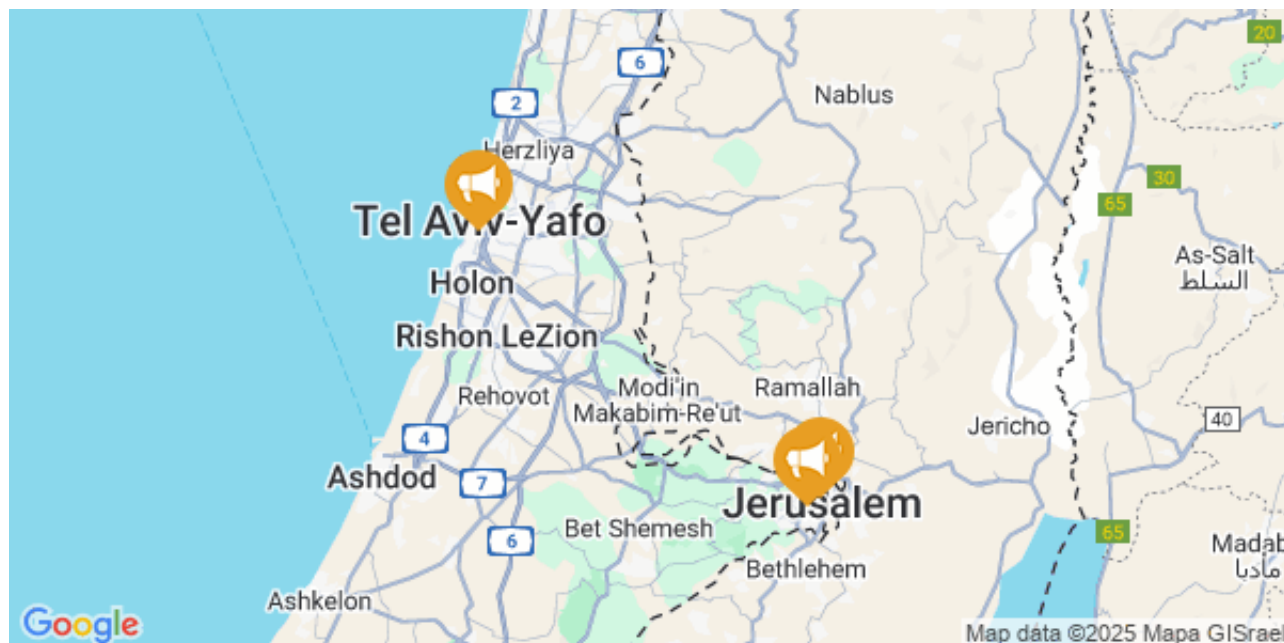 20
6
Nablus
2
Herzliya
30
65
Tel Aviv-Yafo
As-Salt
السلط
Holon
Rishon LeZion
Modi'in
Makabim-Re'ut
Ramallah
Rehovot
40
Jericho
4
Ashdod
7
Jerusalem
Bet Shemesh
6
65
Madab
مادبا
Bethlehem
Ashkelon
Google
Map data ©2025 Mapa GISrae